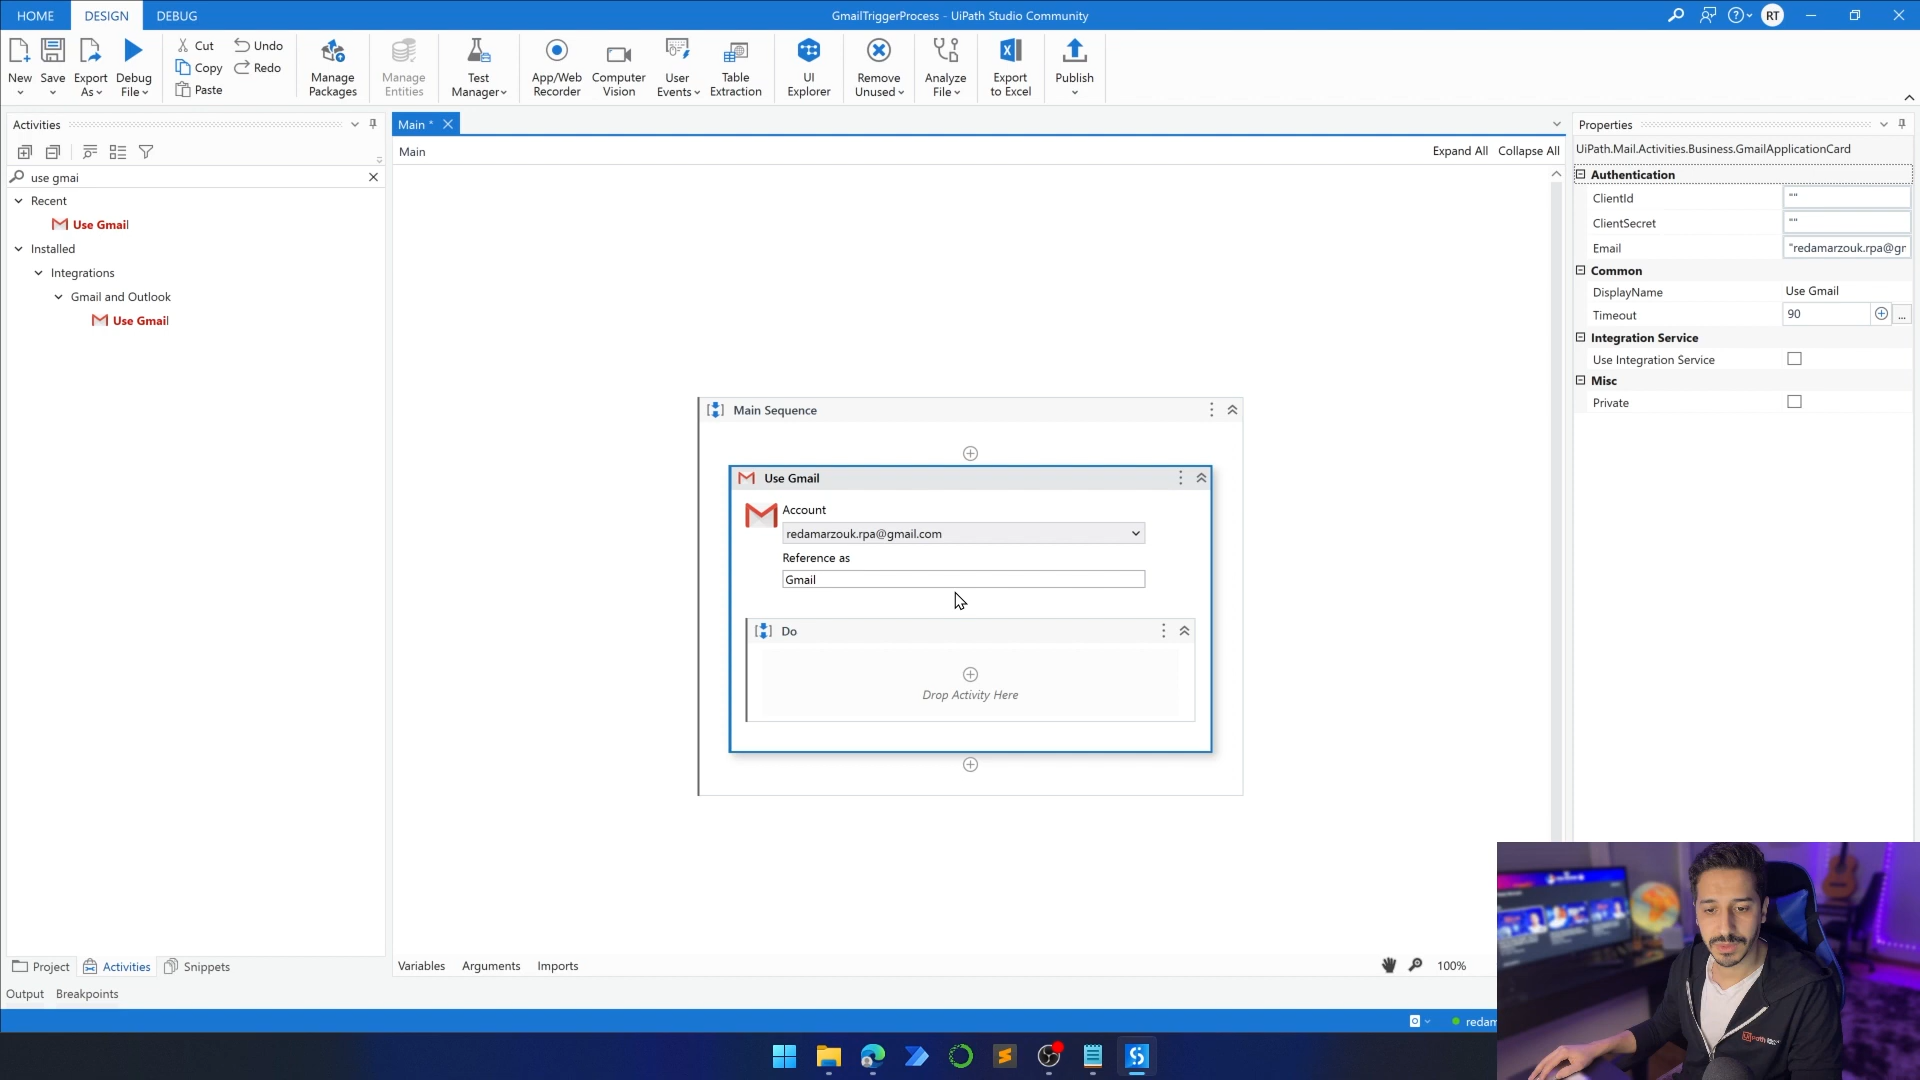 HOME
DESIGN
DEBUG
GmailTriggerProcess - UiPath Studio Community
RT
New
Save
Export As
Debug File
Cut
Copy
Paste
Undo
Redo
Manage Packages
Manage Entities
Test Manager
App/Web Recorder
Computer Vision
User Events
Table Extraction
UI Explorer
Remove Unused
Analyze File
Export to Excel
Publish
Activities
use gmai
Recent
Use Gmail
Installed
Integrations
Gmail and Outlook
Use Gmail
Main *
Main
Expand All
Collapse All
Main Sequence
Use Gmail
Account
redamarzouk.rpa@gmail.com
Reference as
Gmail
Do
Drop Activity Here
Properties
UiPath.Mail.Activities.Business.GmailApplicationCard
Authentication
ClientId ""
ClientSecret ""
Email "redamarzouk.rpa@gr
Common
DisplayName Use Gmail
Timeout 90 ...
Integration Service
Use Integration Service
Misc
Private
Project
Activities
Snippets
Variables
Arguments
Imports
100%
Output
Breakpoints
redam